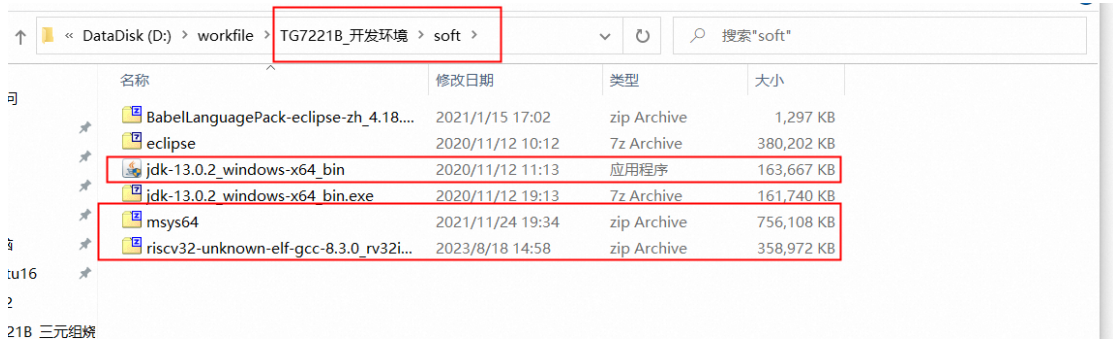 « DataDisk (D:) > workfile > TG7221B_开发环境 > soft > 搜索"soft"
名称 修改日期 类型 大小
问
BabelLanguagePack-eclipse-zh_4.18.... 2021/1/15 17:02 zip Archive 1,297 KB
eclipse 2020/11/12 10:12 7z Archive 380,202 KB
jdk-13.0.2_windows-x64_bin 2020/11/12 11:13 应用程序 163,667 KB
jdk-13.0.2_windows-x64_bin.exe 2020/11/12 19:13 7z Archive 161,740 KB
msys64 2021/11/24 19:34 zip Archive 756,108 KB
riscv32-unknown-elf-gcc-8.3.0_rv32i... 2023/8/18 14:58 zip Archive 358,972 KB
tu16
2
21B_三元组烧